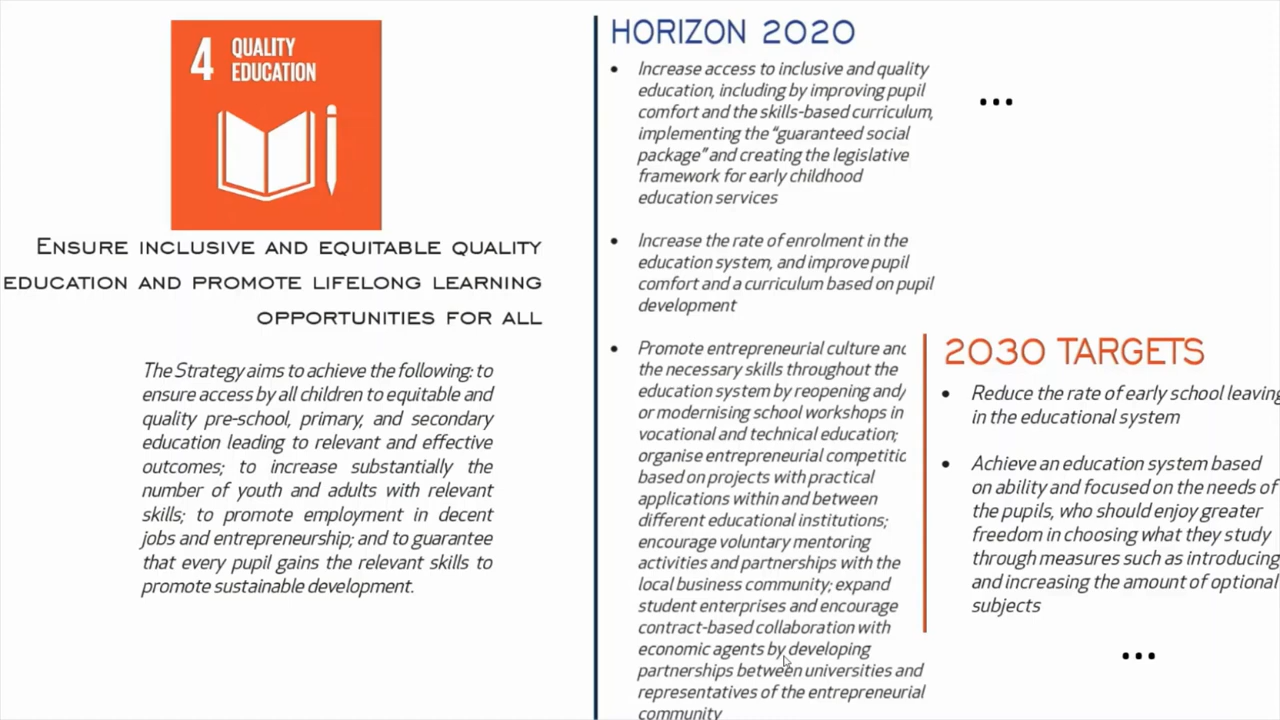 4 QUALITY
EDUCATION
ENSURE INCLUSIVE AND EQUITABLE QUALITY
EDUCATION AND PROMOTE LIFELONG LEARNING
OPPORTUNITIES FOR ALL
The Strategy aims to achieve the following: to
ensure access by all children to equitable and
quality pre-school, primary, and secondary
education leading to relevant and effective
outcomes; to increase substantially the
number of youth and adults with relevant
skills; to promote employment in decent
jobs and entrepreneurship; and to guarantee
that every pupil gains the relevant skills to
promote sustainable development.
HORIZON 2020
• Increase access to inclusive and quality
education, including by improving pupil
comfort and the skills-based curriculum,
implementing the “guaranteed social
package” and creating the legislative
framework for early childhood
education services
• Increase the rate of enrolment in the
education system, and improve pupil
comfort and a curriculum based on pupil
development
• Promote entrepreneurial culture and
the necessary skills throughout the
education system by reopening and/
or modernising school workshops in
vocational and technical education;
organise entrepreneurial competitic
based on projects with practical
applications within and between
different educational institutions;
encourage voluntary mentoring
activities and partnerships with the
local business community; expand
student enterprises and encourage
contract-based collaboration with
economic agents by developing
partnerships between universities and
representatives of the entrepreneurial
community
...
2030 TARGETS
• Reduce the rate of early school leaving
in the educational system
• Achieve an education system based
on ability and focused on the needs of
the pupils, who should enjoy greater
freedom in choosing what they study
through measures such as introducing
and increasing the amount of optional
subjects
...